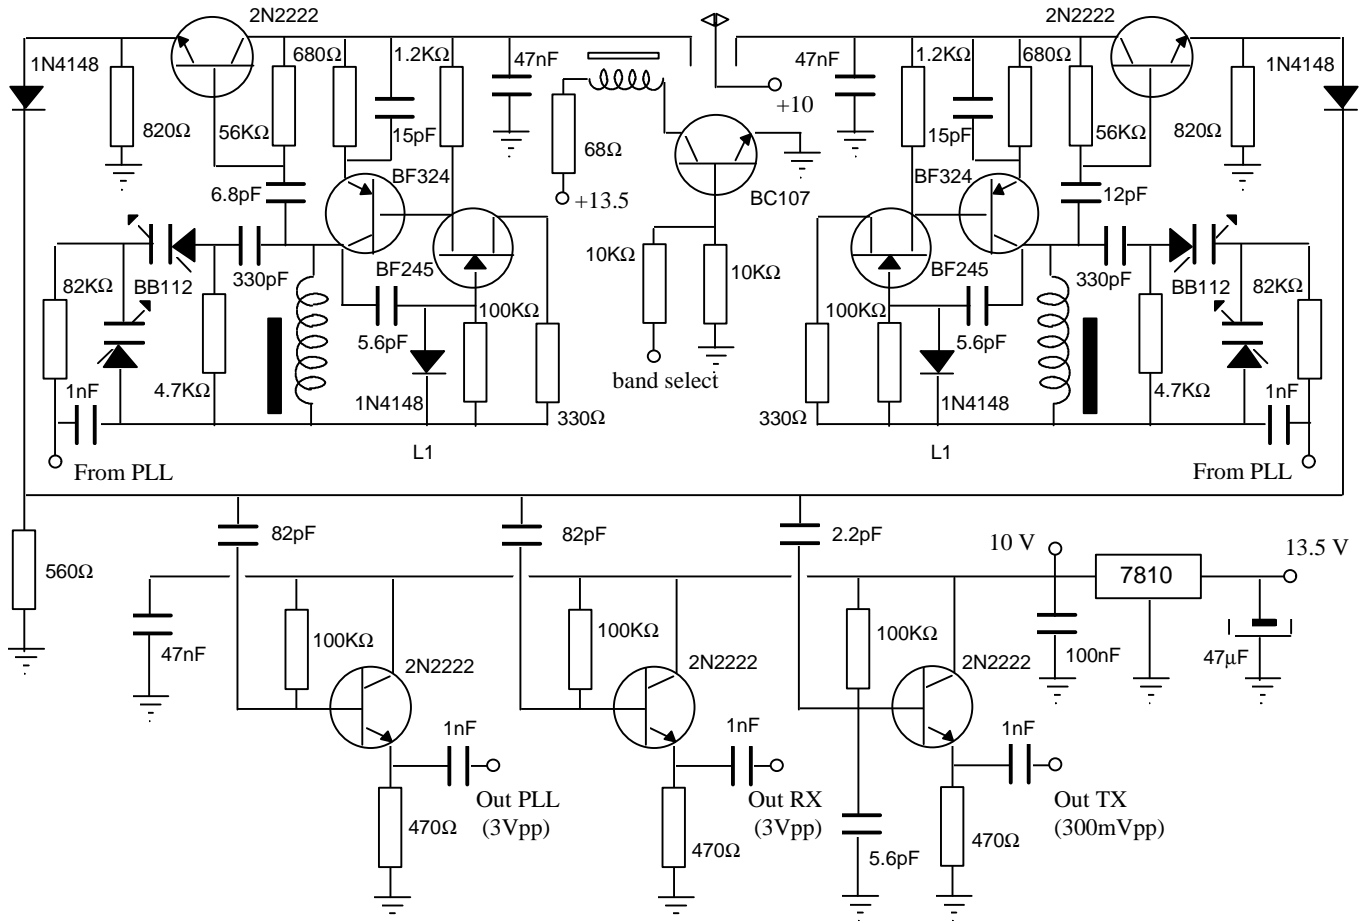 2N2222
2N2222
1N4148
680Ω
1.2KΩ
47nF
47nF
1.2KΩ
680Ω
1N4148
+10
820Ω
56KΩ
15pF
68Ω
15pF
56KΩ
820Ω
6.8pF
BF324
+13.5
BC107
BF324
12pF
10KΩ
10KΩ
82KΩ
BB112
330pF
BF245
BF245
330pF
BB112
82KΩ
100KΩ
100KΩ
5.6pF
5.6pF
band select
1nF
4.7KΩ
1N4148
330Ω
330Ω
1N4148
4.7KΩ
1nF
From PLL
L1
L1
From PLL
82pF
82pF
2.2pF
10 V
13.5 V
560Ω
7810
47nF
100KΩ
100KΩ
100KΩ
100nF
47µF
2N2222
2N2222
2N2222
1nF
1nF
1nF
Out PLL
(3Vpp)
Out RX
(3Vpp)
Out TX
(300mVpp)
470Ω
470Ω
5.6pF
470Ω